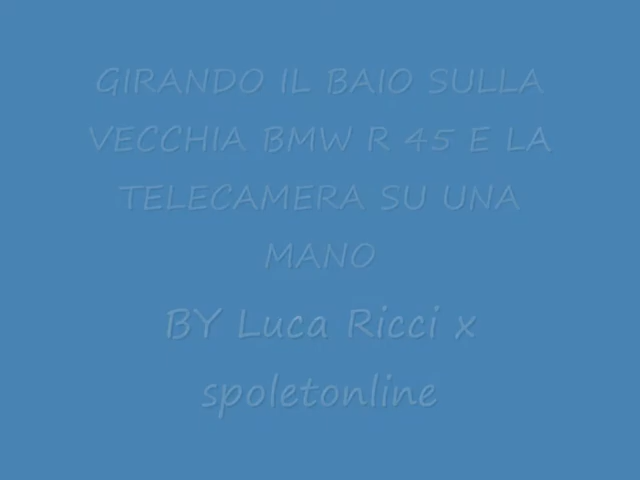 GIRANDO IL BAIO SULLA
VECCHIA BMW R 45 E LA
TELECAMERA SU UNA
MANO
BY Luca Ricci x
spoletonline